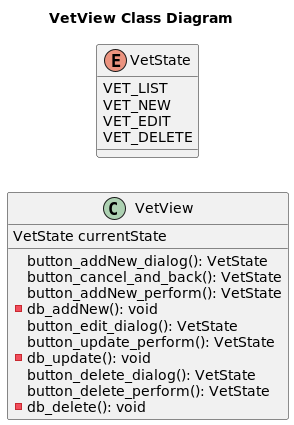 VetView Class Diagram
E VetState
VET_LIST
VET_NEW
VET_EDIT
VET_DELETE
C VetView
VetState currentState
button_addNew_dialog(): VetState
button_cancel_and_back(): VetState
button_addNew_perform(): VetState
db_addNew(): void
button_edit_dialog(): VetState
button_update_perform(): VetState
db_update(): void
button_delete_dialog(): VetState
button_delete_perform(): VetState
db_delete(): void